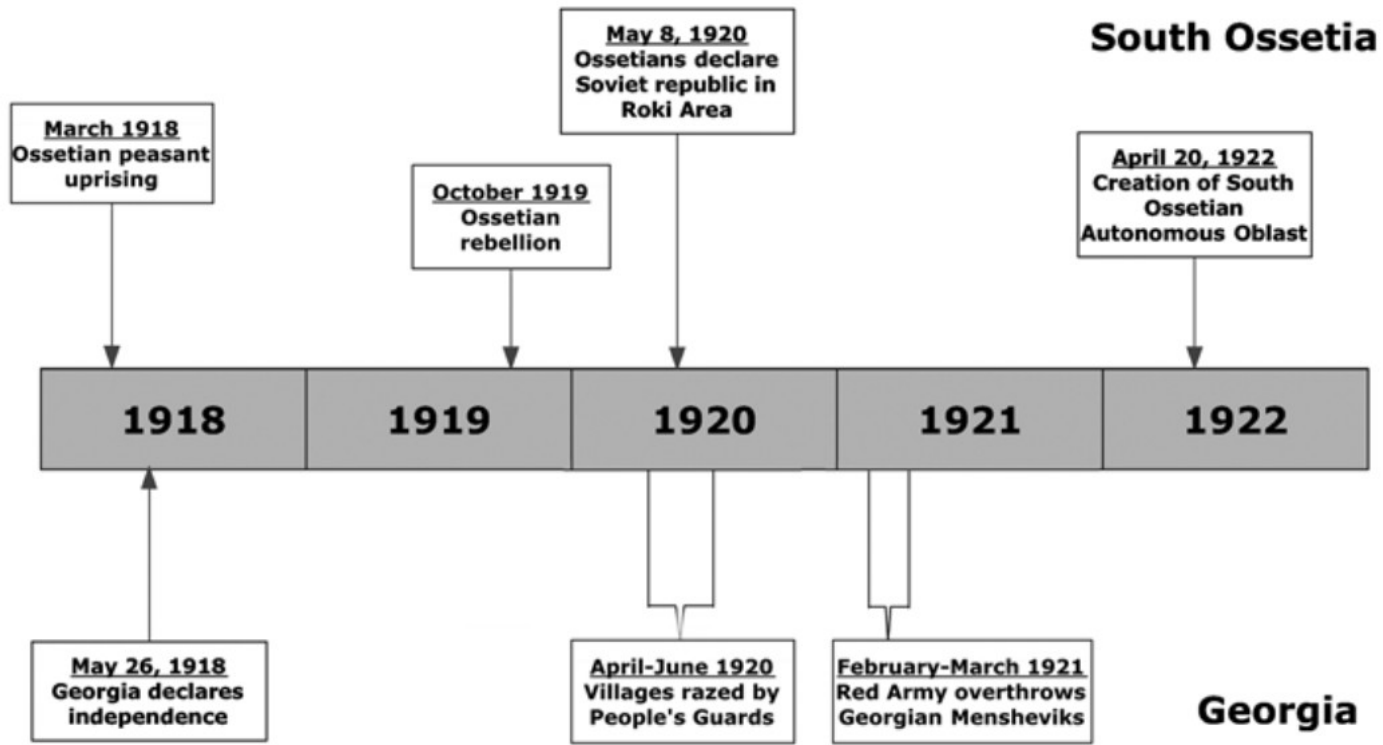 South Ossetia
May 8, 1920
Ossetians declare
Soviet republic in
Roki Area
March 1918
Ossetian peasant
uprising
October 1919
Ossetian
rebellion
April 20, 1922
Creation of South
Ossetian
Autonomous Oblast
1918
1919
1920
1921
1922
May 26, 1918
Georgia declares
independence
April-June 1920
Villages razed by
People's Guards
February-March 1921
Red Army overthrows
Georgian Mensheviks
Georgia